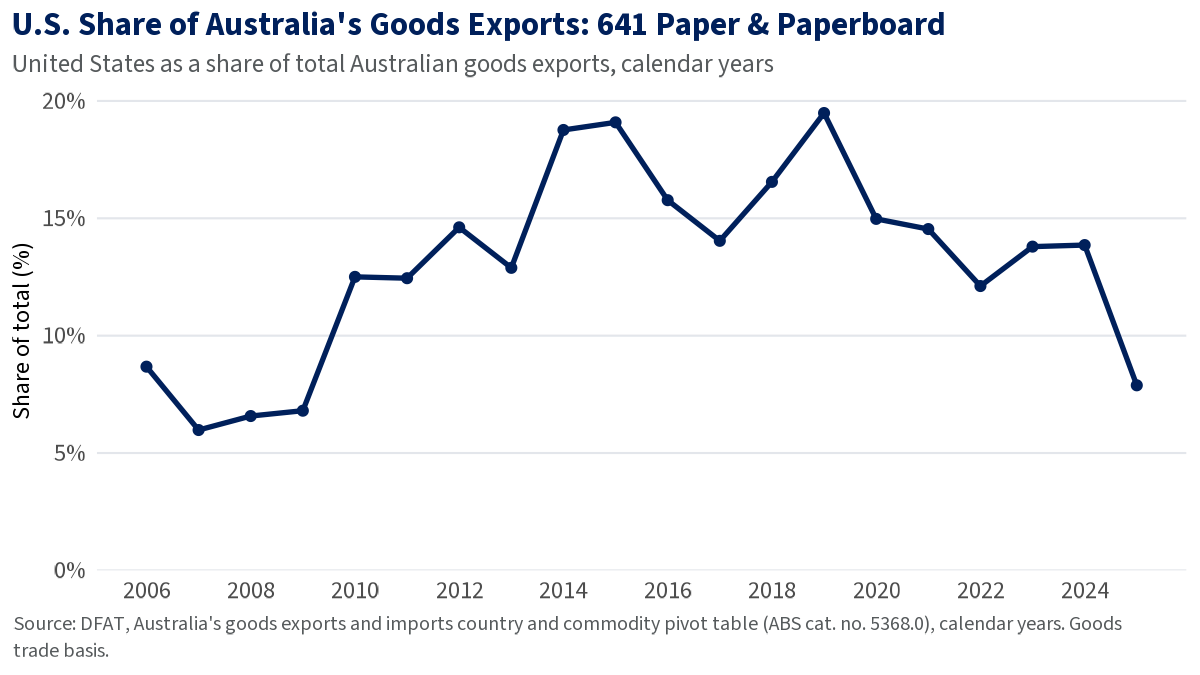 U.S. Share of Australia's Goods Exports: 641 Paper & Paperboard
United States as a share of total Australian goods exports, calendar years
20%
15%
10%
5%
0%
Share of total (%)
2006 2008 2010 2012 2014 2016 2018 2020 2022 2024
Source: DFAT, Australia's goods exports and imports country and commodity pivot table (ABS cat. no. 5368.0), calendar years. Goods
trade basis.